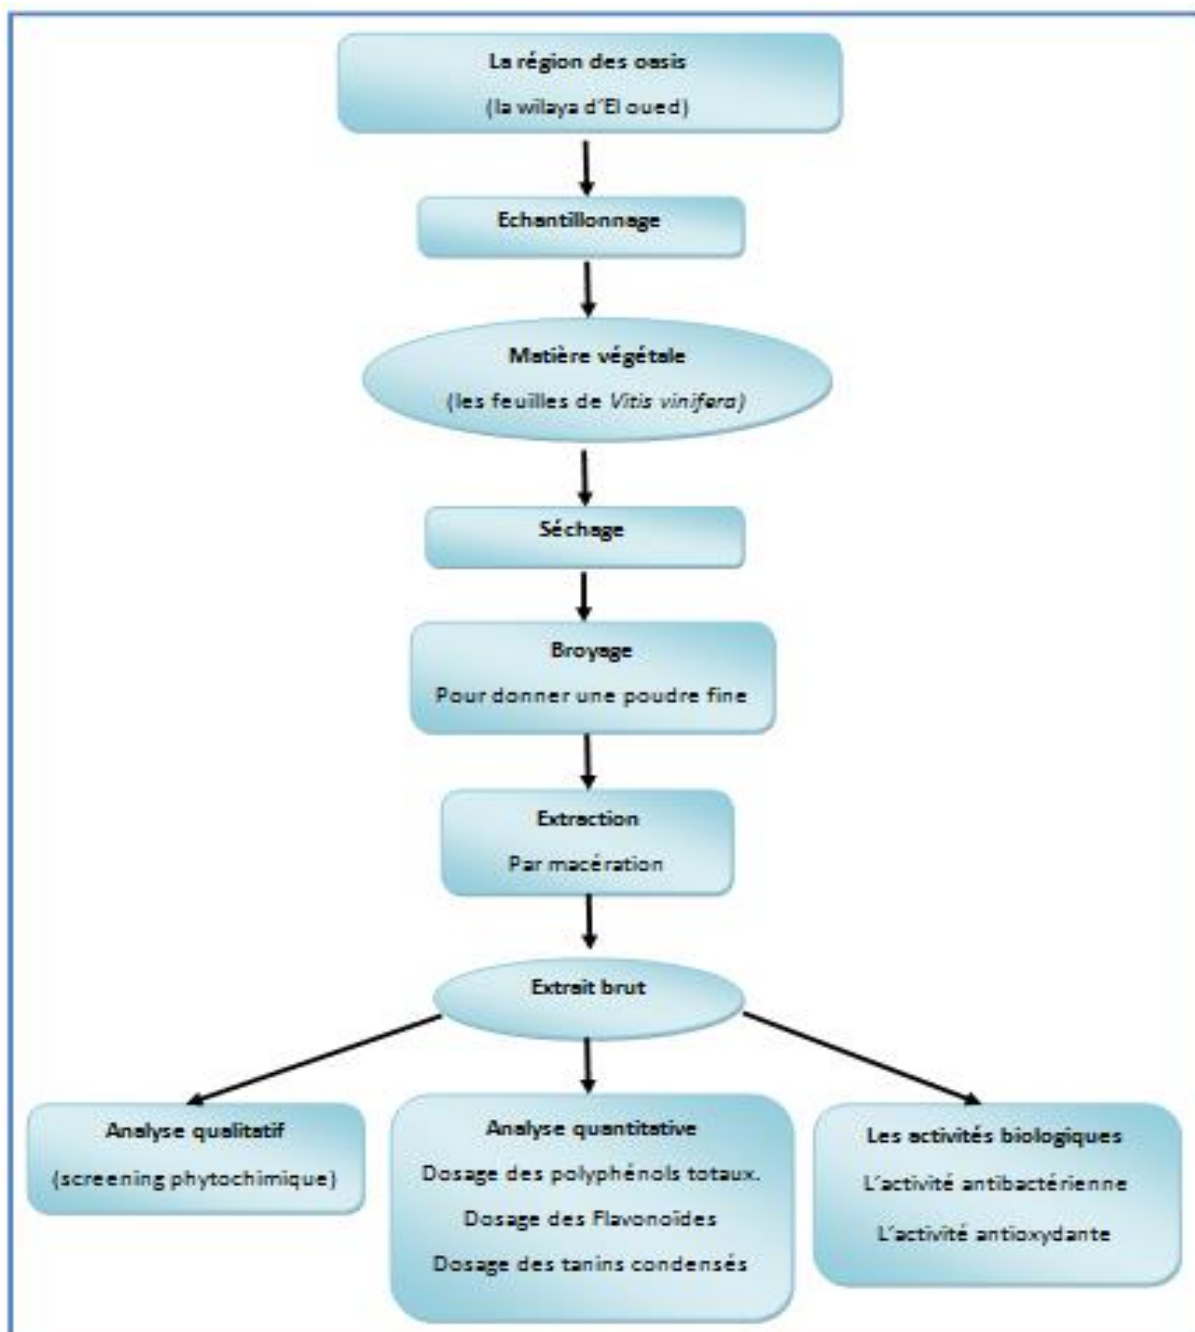 La région des oasis
(la wilaya d'El oued)
Echantillonnage
Matière végétale
(les feuilles de Vitis vinifera)
Séchage
Broyage
Pour donner une poudre fine
Extraction
Par macération
Extrait brut
Analyse qualitatif
(screening phytochimique)
Analyse quantitative
Dosage des polyphénols totaux.
Dosage des Flavonoïdes
Dosage des tanins condensés
Les activités biologiques
L'activité antibactérienne
L'activité antioxydante